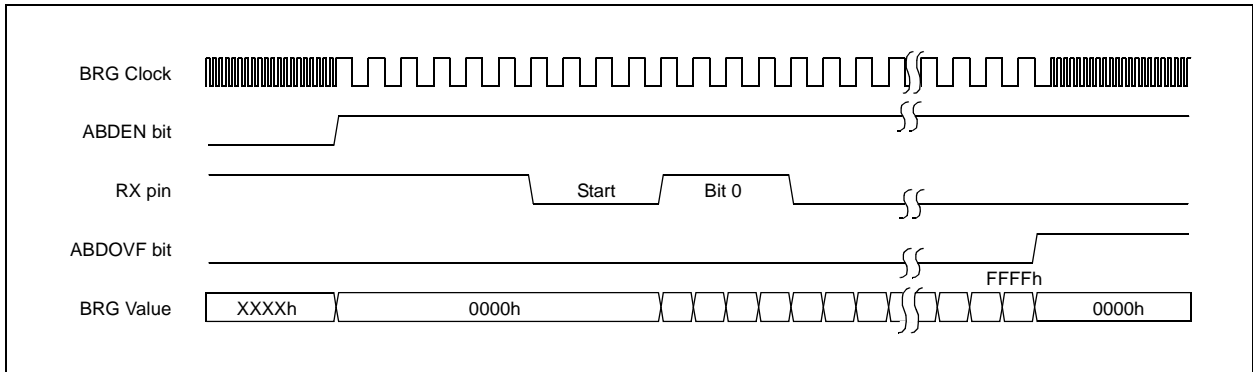 BRG Clock
ABDEN bit
RX pin
Start
Bit 0
ABDOVF bit
FFFFh
BRG Value
XXXXh
0000h
0000h